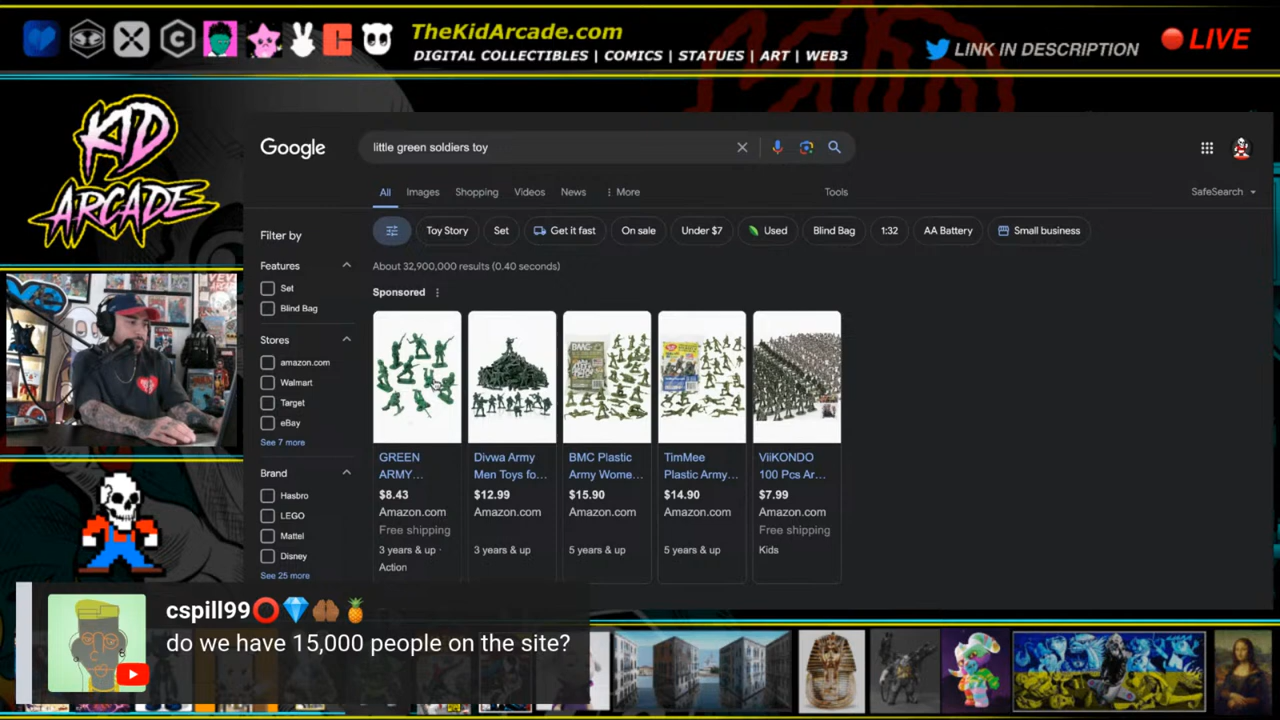 TheKidArcade.com
DIGITAL COLLECTIBLES | COMICS | STATUES | ART | WEB3
LINK IN DESCRIPTION
LIVE
KID
ARCADE
Google
little green soldiers toy
All
Images
Shopping
Videos
News
More
Tools
SafeSearch
Toy Story
Set
Get it fast
On sale
Under $7
Used
Blind Bag
1:32
AA Battery
Small business
Filter by
Features
Set
Blind Bag
Stores
amazon.com
Walmart
Target
eBay
See 7 more
Brand
Hasbro
LEGO
Mattel
Disney
See 25 more
About 32,900,000 results (0.40 seconds)
Sponsored
GREEN
ARMY...
$8.43
Amazon.com
Free shipping
3 years & up ·
Action
Divwa Army
Men Toys fo...
$12.99
Amazon.com
3 years & up
BMC Plastic
Army Wome...
$15.90
Amazon.com
5 years & up
TimMee
Plastic Army...
$14.90
Amazon.com
5 years & up
ViiKONDO
100 Pcs Ar...
$7.99
Amazon.com
Free shipping
Kids
cspill99
do we have 15,000 people on the site?